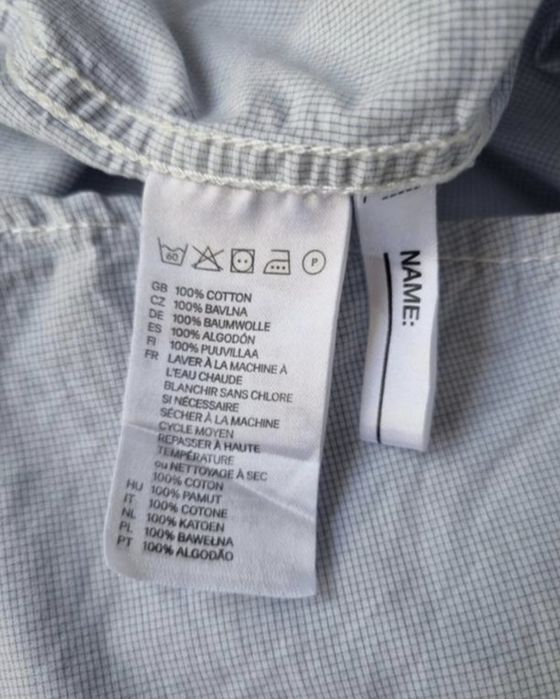 60
P
GB 100% COTTON
CZ 100% BAVLNA
DE 100% BAUMWOLLE
ES 100% ALGODÓN
FI 100% PUUVILLAA
FR LAVER À LA MACHINE À
L'EAU CHAUDE
BLANCHIR SANS CHLORE
SI NÉCESSAIRE
SÉCHER À LA MACHINE
CYCLE MOYEN
REPASSER À HAUTE
TEMPÉRATURE
ou NETTOYAGE À SEC
100% COTON
HU 100% PAMUT
IT 100% COTONE
NL 100% KATOEN
PL 100% BAWEŁNA
PT 100% ALGODÃO
NAME: